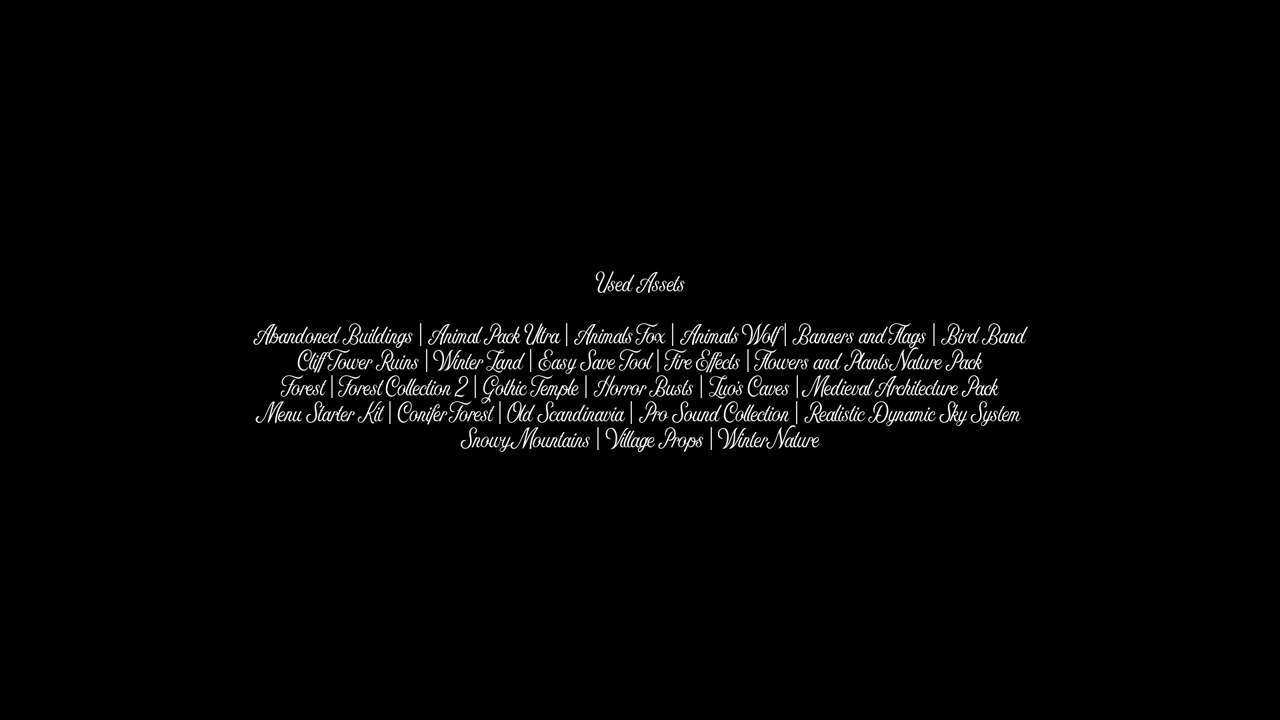 Used Assets
Abandoned Buildings | Animal Pack Ultra | Animals Fox | Animals Wolf | Banners and Flags | Bird Band
Cliff Tower Ruins | Winter Land | Easy Save Tool | Fire Effects | Flowers and Plants Nature Pack
Forest | Forest Collection 2 | Gothic Temple | Horror Busts | Luo's Caves | Medieval Architecture Pack
Menu Starter Kit | Conifer Forest | Old Scandinavia | Pro Sound Collection | Realistic Dynamic Sky System
Snowy Mountains | Village Props | Winter Nature